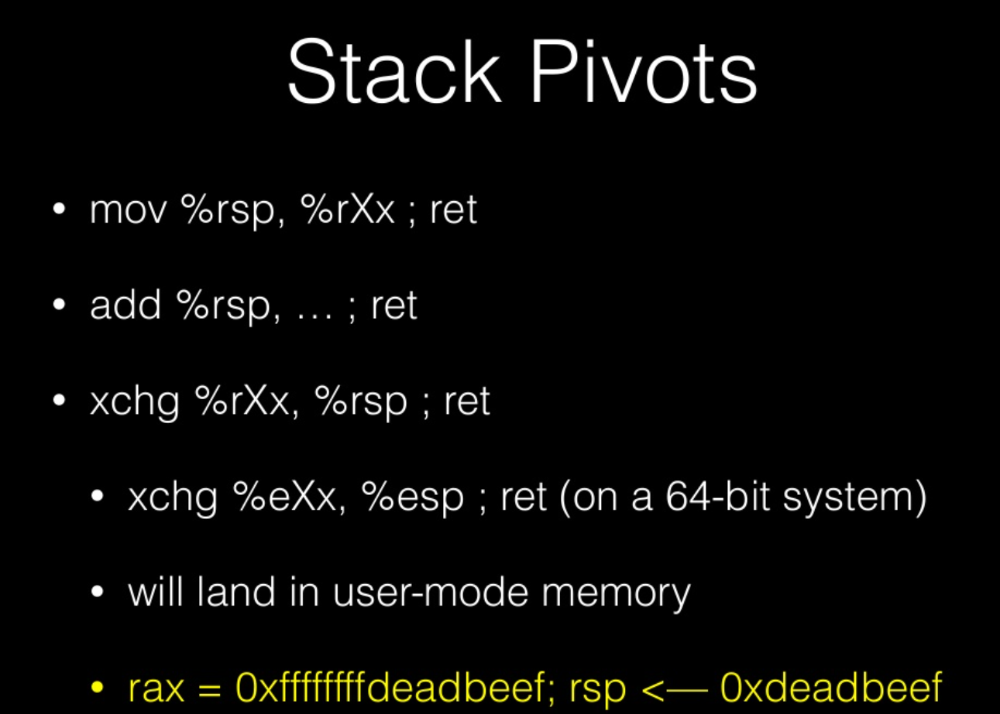 Stack Pivots
• mov %rsp, %rXx ; ret
• add %rsp, … ; ret
• xchg %rXx, %rsp ; ret
• xchg %eXx, %esp ; ret (on a 64-bit system)
• will land in user-mode memory
• rax = 0xffffffffdeadbeef; rsp <— 0xdeadbeef